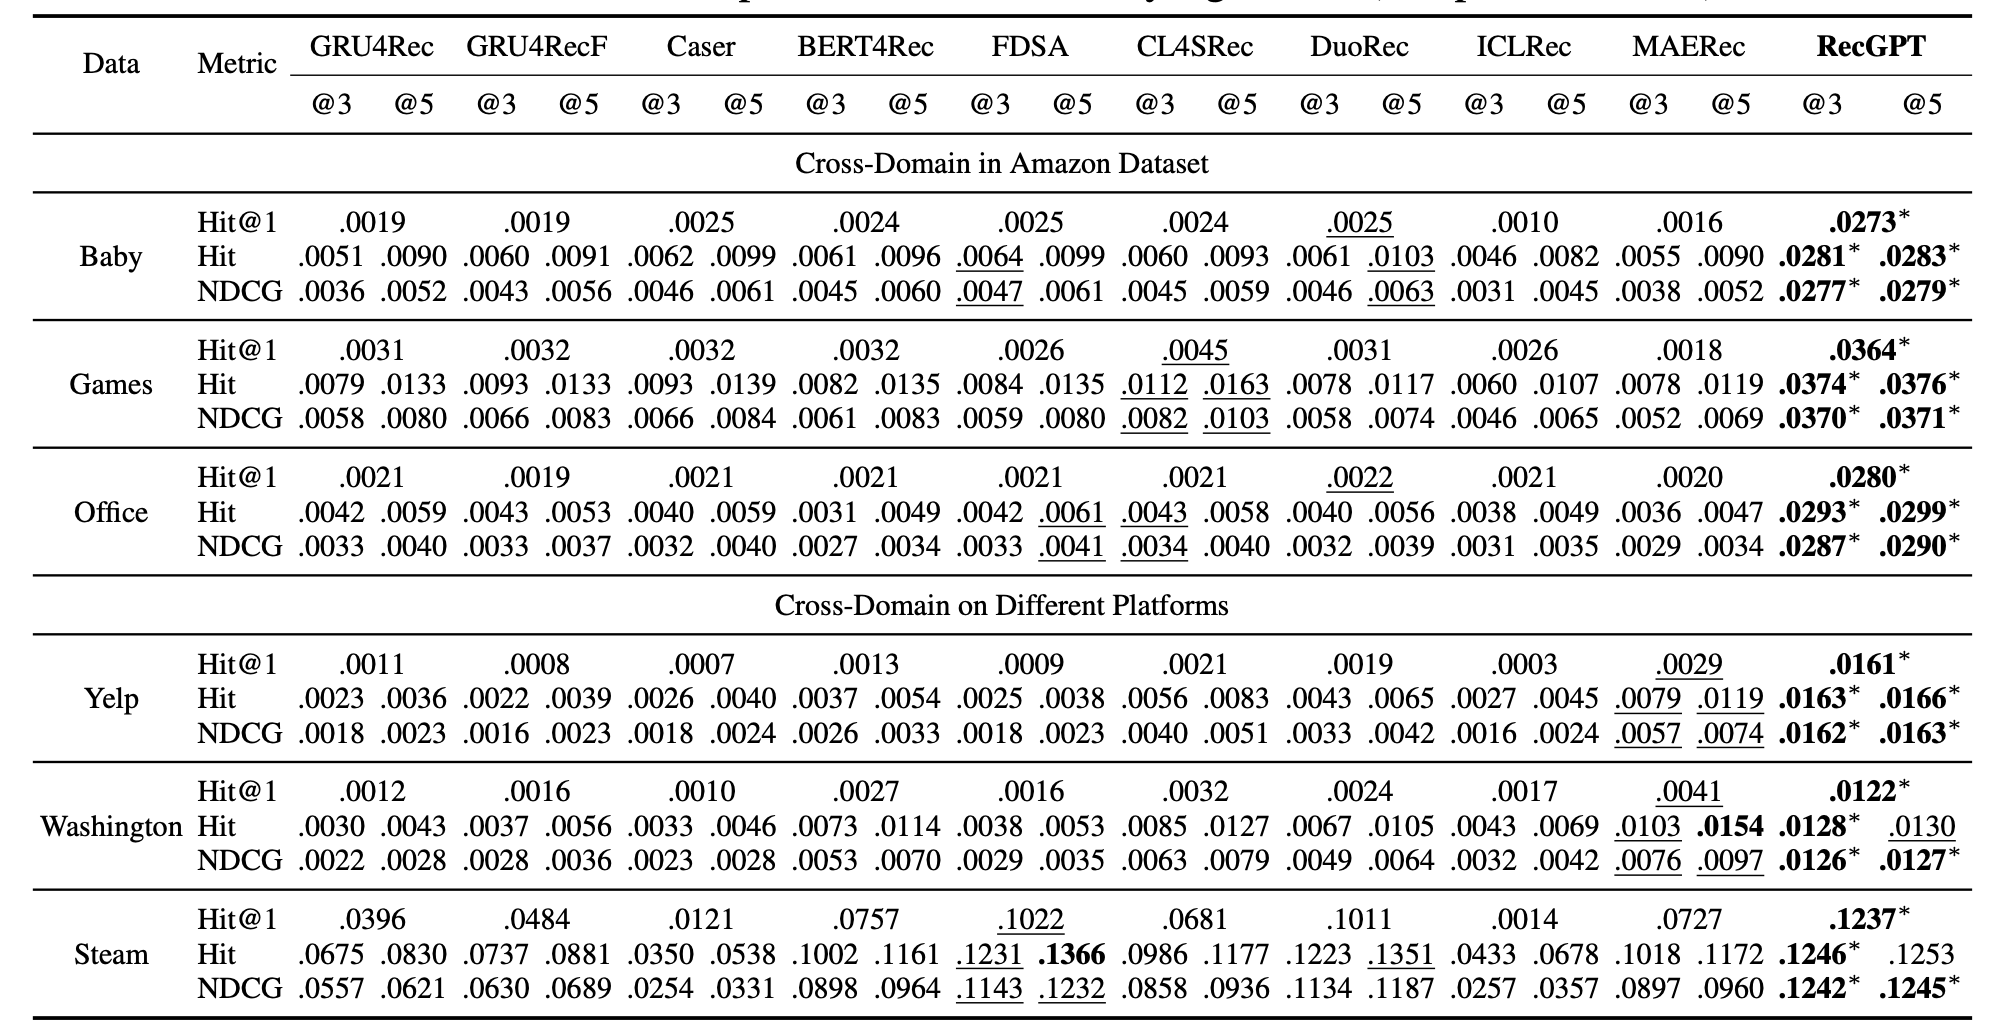 Data Metric GRU4Rec GRU4RecF Caser BERT4Rec FDSA CL4SRec DuoRec ICLRec MAERec RecGPT
@3 @5 @3 @5 @3 @5 @3 @5 @3 @5 @3 @5 @3 @5 @3 @5 @3 @5 @3 @5
Cross-Domain in Amazon Dataset
Hit@1 .0019 .0019 .0025 .0024 .0025 .0024 .0025 .0010 .0016 .0273*
Baby Hit .0051 .0090 .0060 .0091 .0062 .0099 .0061 .0096 .0064 .0099 .0060 .0093 .0061 .0103 .0046 .0082 .0055 .0090 .0281* .0283*
NDCG .0036 .0052 .0043 .0056 .0046 .0061 .0045 .0060 .0047 .0061 .0045 .0059 .0046 .0063 .0031 .0045 .0038 .0052 .0277* .0279*
Hit@1 .0031 .0032 .0032 .0032 .0026 .0045 .0031 .0026 .0018 .0364*
Games Hit .0079 .0133 .0093 .0133 .0093 .0139 .0082 .0135 .0084 .0135 .0112 .0163 .0078 .0117 .0060 .0107 .0078 .0119 .0374* .0376*
NDCG .0058 .0080 .0066 .0083 .0066 .0084 .0061 .0083 .0059 .0080 .0082 .0103 .0058 .0074 .0046 .0065 .0052 .0069 .0370* .0371*
Hit@1 .0021 .0019 .0021 .0021 .0021 .0021 .0022 .0021 .0020 .0280*
Office Hit .0042 .0059 .0043 .0053 .0040 .0059 .0031 .0049 .0042 .0061 .0043 .0058 .0040 .0056 .0038 .0049 .0036 .0047 .0293* .0299*
NDCG .0033 .0040 .0033 .0037 .0032 .0040 .0027 .0034 .0033 .0041 .0034 .0040 .0032 .0039 .0031 .0035 .0029 .0034 .0287* .0290*
Cross-Domain on Different Platforms
Hit@1 .0011 .0008 .0007 .0013 .0009 .0021 .0019 .0003 .0029 .0161*
Yelp Hit .0023 .0036 .0022 .0039 .0026 .0040 .0037 .0054 .0025 .0038 .0056 .0083 .0043 .0065 .0027 .0045 .0079 .0119 .0163* .0166*
NDCG .0018 .0023 .0016 .0023 .0018 .0024 .0026 .0033 .0018 .0023 .0040 .0051 .0033 .0042 .0016 .0024 .0057 .0074 .0162* .0163*
Hit@1 .0012 .0016 .0010 .0027 .0016 .0032 .0024 .0017 .0041 .0122*
Washington Hit .0030 .0043 .0037 .0056 .0033 .0046 .0073 .0114 .0038 .0053 .0085 .0127 .0067 .0105 .0043 .0069 .0103 .0154 .0128* .0130
NDCG .0022 .0028 .0028 .0036 .0023 .0028 .0053 .0070 .0029 .0035 .0063 .0079 .0049 .0064 .0032 .0042 .0076 .0097 .0126* .0127*
Hit@1 .0396 .0484 .0121 .0757 .1022 .0681 .1011 .0014 .0727 .1237*
Steam Hit .0675 .0830 .0737 .0881 .0350 .0538 .1002 .1161 .1231 .1366 .0986 .1177 .1223 .1351 .0433 .0678 .1018 .1172 .1246* .1253
NDCG .0557 .0621 .0630 .0689 .0254 .0331 .0898 .0964 .1143 .1232 .0858 .0936 .1134 .1187 .0257 .0357 .0897 .0960 .1242* .1245*